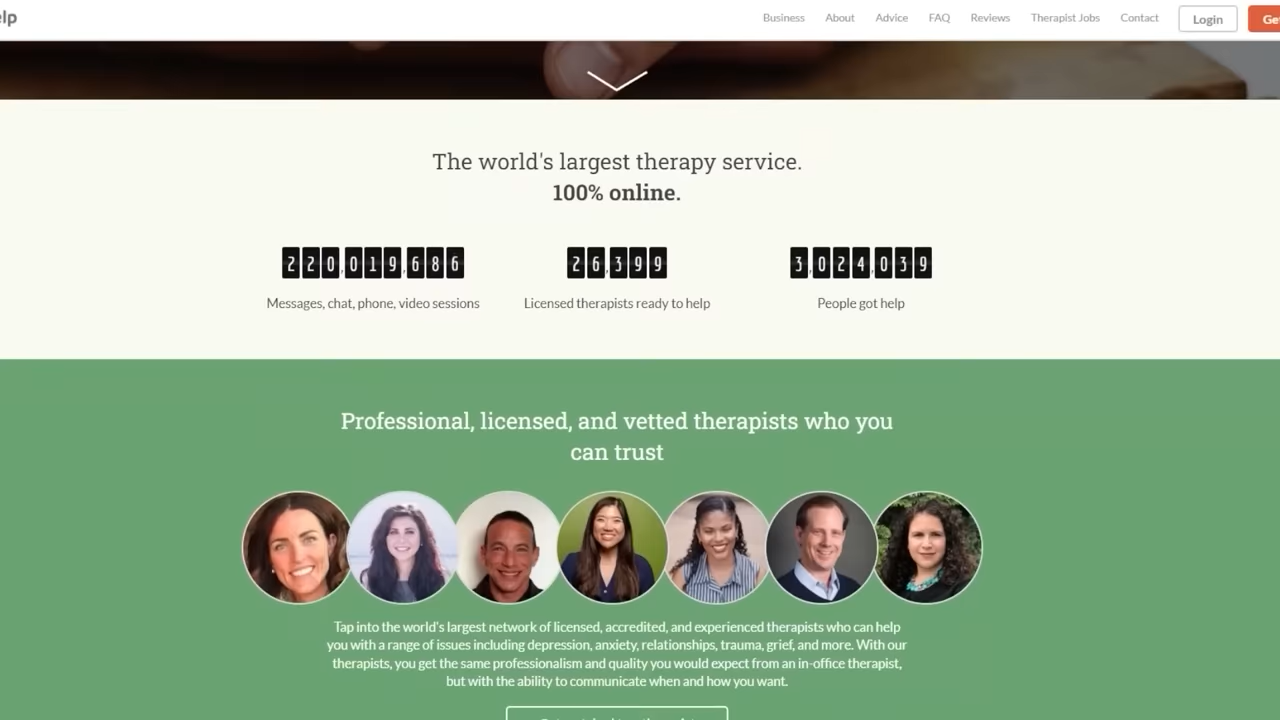 elp
Business About Advice FAQ Reviews Therapist Jobs Contact Login Ge
The world's largest therapy service.
100% online.
220,019,686 26,399 3,024,039
Messages, chat, phone, video sessions Licensed therapists ready to help People got help
Professional, licensed, and vetted therapists who you
can trust
Tap into the world's largest network of licensed, accredited, and experienced therapists who can help
you with a range of issues including depression, anxiety, relationships, trauma, grief, and more. With our
therapists, you get the same professionalism and quality you would expect from an in-office therapist,
but with the ability to communicate when and how you want.